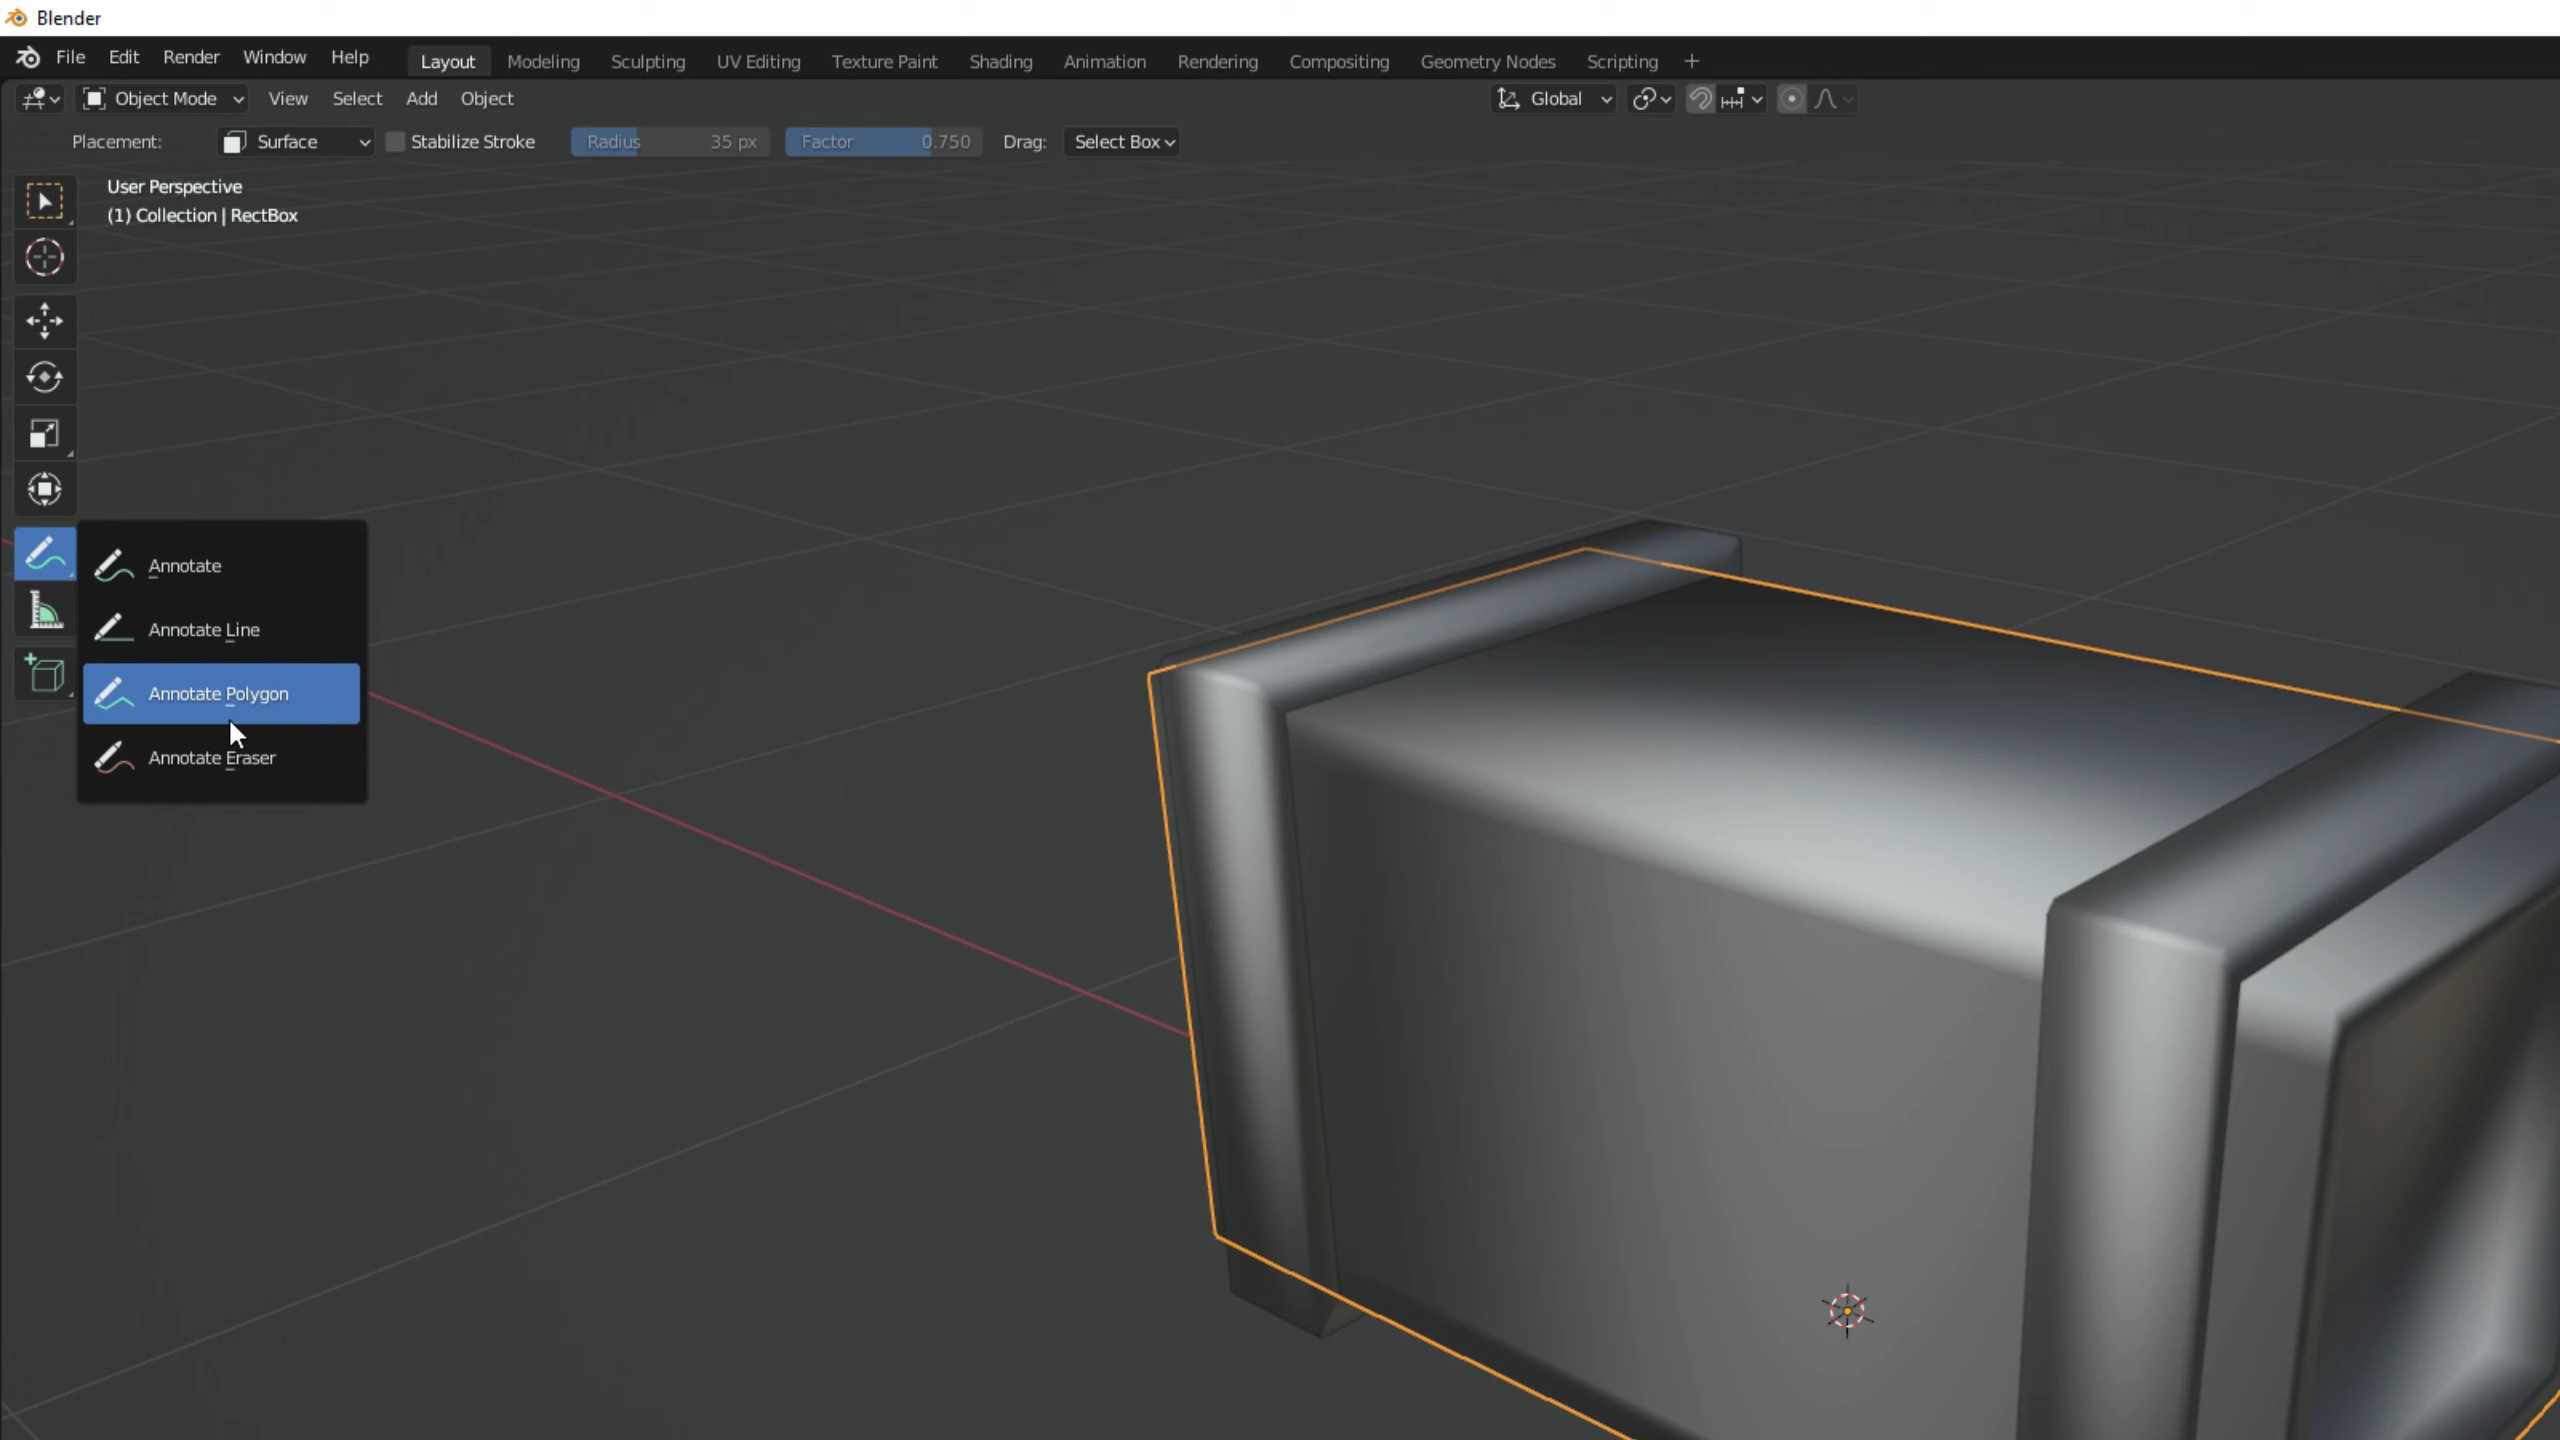 Blender
File Edit Render Window Help Layout Modeling Sculpting UV Editing Texture Paint Shading Animation Rendering Compositing Geometry Nodes Scripting +
Object Mode View Select Add Object Global
Placement: Surface Stabilize Stroke Radius 35 px Factor 0.750 Drag: Select Box
User Perspective
(1) Collection | RectBox
Annotate
Annotate Line
Annotate Polygon
Annotate Eraser